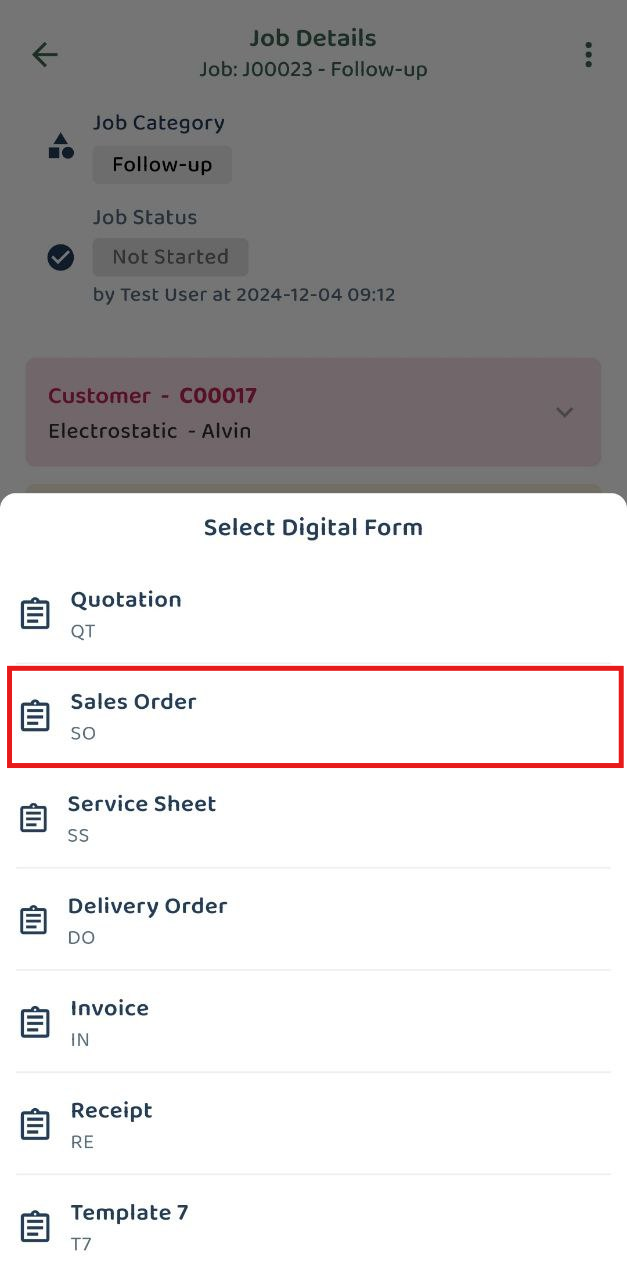 Job Details
Job: J00023 - Follow-up
Job Category
Follow-up
Job Status
Not Started
by Test User at 2024-12-04 09:12
Customer - C00017
Electrostatic - Alvin
Select Digital Form
Quotation
QT
Sales Order
SO
Service Sheet
SS
Delivery Order
DO
Invoice
IN
Receipt
RE
Template 7
T7